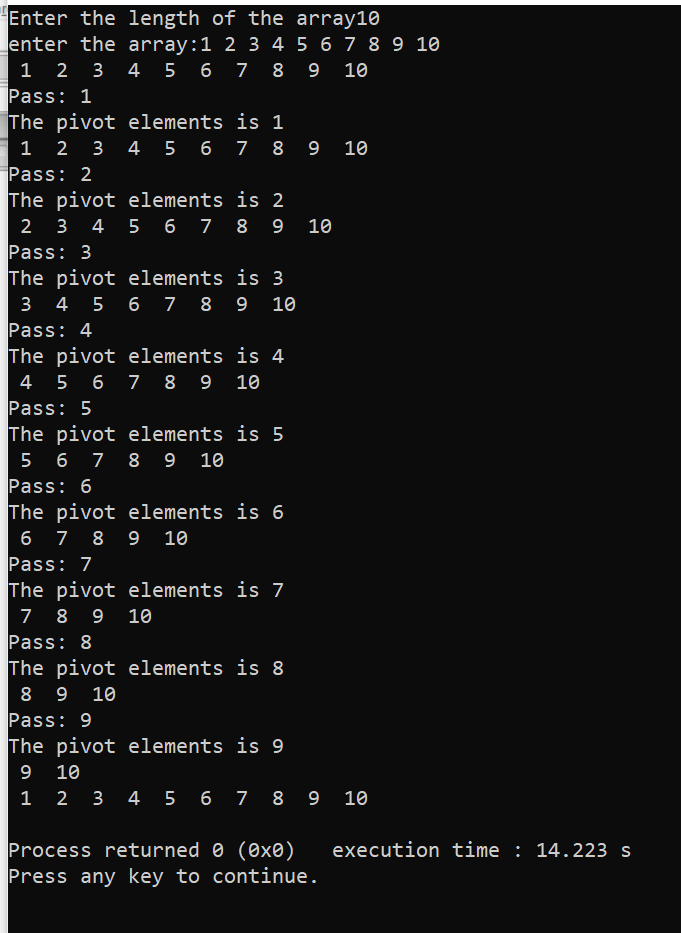 Enter the length of the array10
enter the array:1 2 3 4 5 6 7 8 9 10
1 2 3 4 5 6 7 8 9 10
Pass: 1
The pivot elements is 1
1 2 3 4 5 6 7 8 9 10
Pass: 2
The pivot elements is 2
2 3 4 5 6 7 8 9 10
Pass: 3
The pivot elements is 3
3 4 5 6 7 8 9 10
Pass: 4
The pivot elements is 4
4 5 6 7 8 9 10
Pass: 5
The pivot elements is 5
5 6 7 8 9 10
Pass: 6
The pivot elements is 6
6 7 8 9 10
Pass: 7
The pivot elements is 7
7 8 9 10
Pass: 8
The pivot elements is 8
8 9 10
Pass: 9
The pivot elements is 9
9 10
1 2 3 4 5 6 7 8 9 10
Process returned 0 (0x0)   execution time : 14.223 s
Press any key to continue.